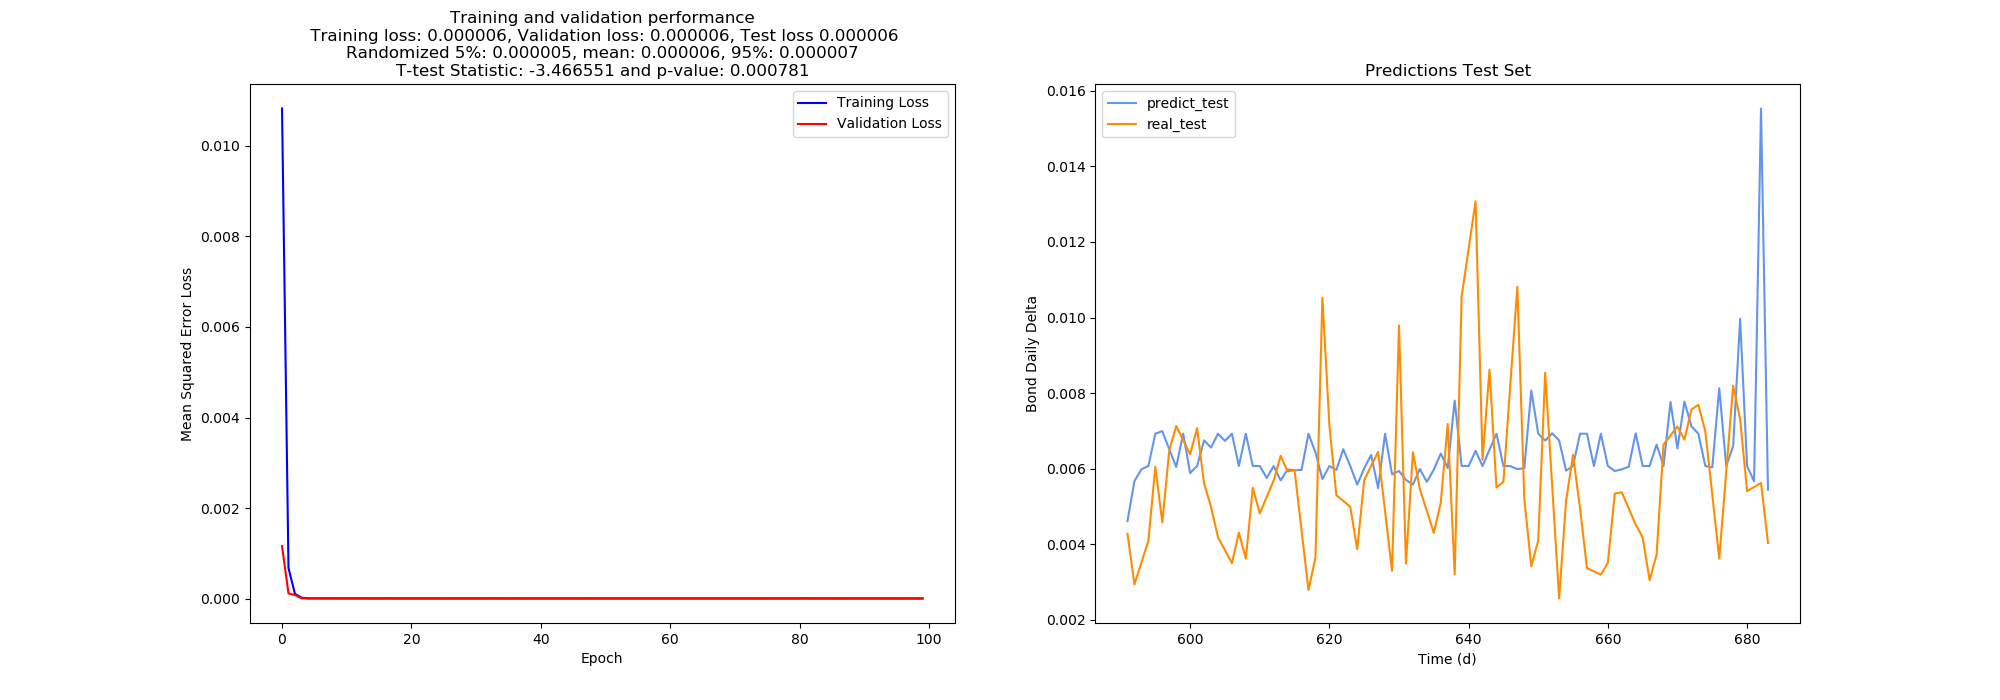 Training and validation performance
Training loss: 0.000006, Validation loss: 0.000006, Test loss 0.000006
Randomized 5%: 0.000005, mean: 0.000006, 95%: 0.000007
T-test Statistic: -3.466551 and p-value: 0.000781
Training Loss
Validation Loss
0.010
0.008
0.006
0.004
0.002
0.000
Mean Squared Error Loss
0
20
40
60
80
100
Epoch
Predictions Test Set
predict_test
real_test
0.016
0.014
0.012
0.010
0.008
0.006
0.004
0.002
Bond Daily Delta
600
620
640
660
680
Time (d)